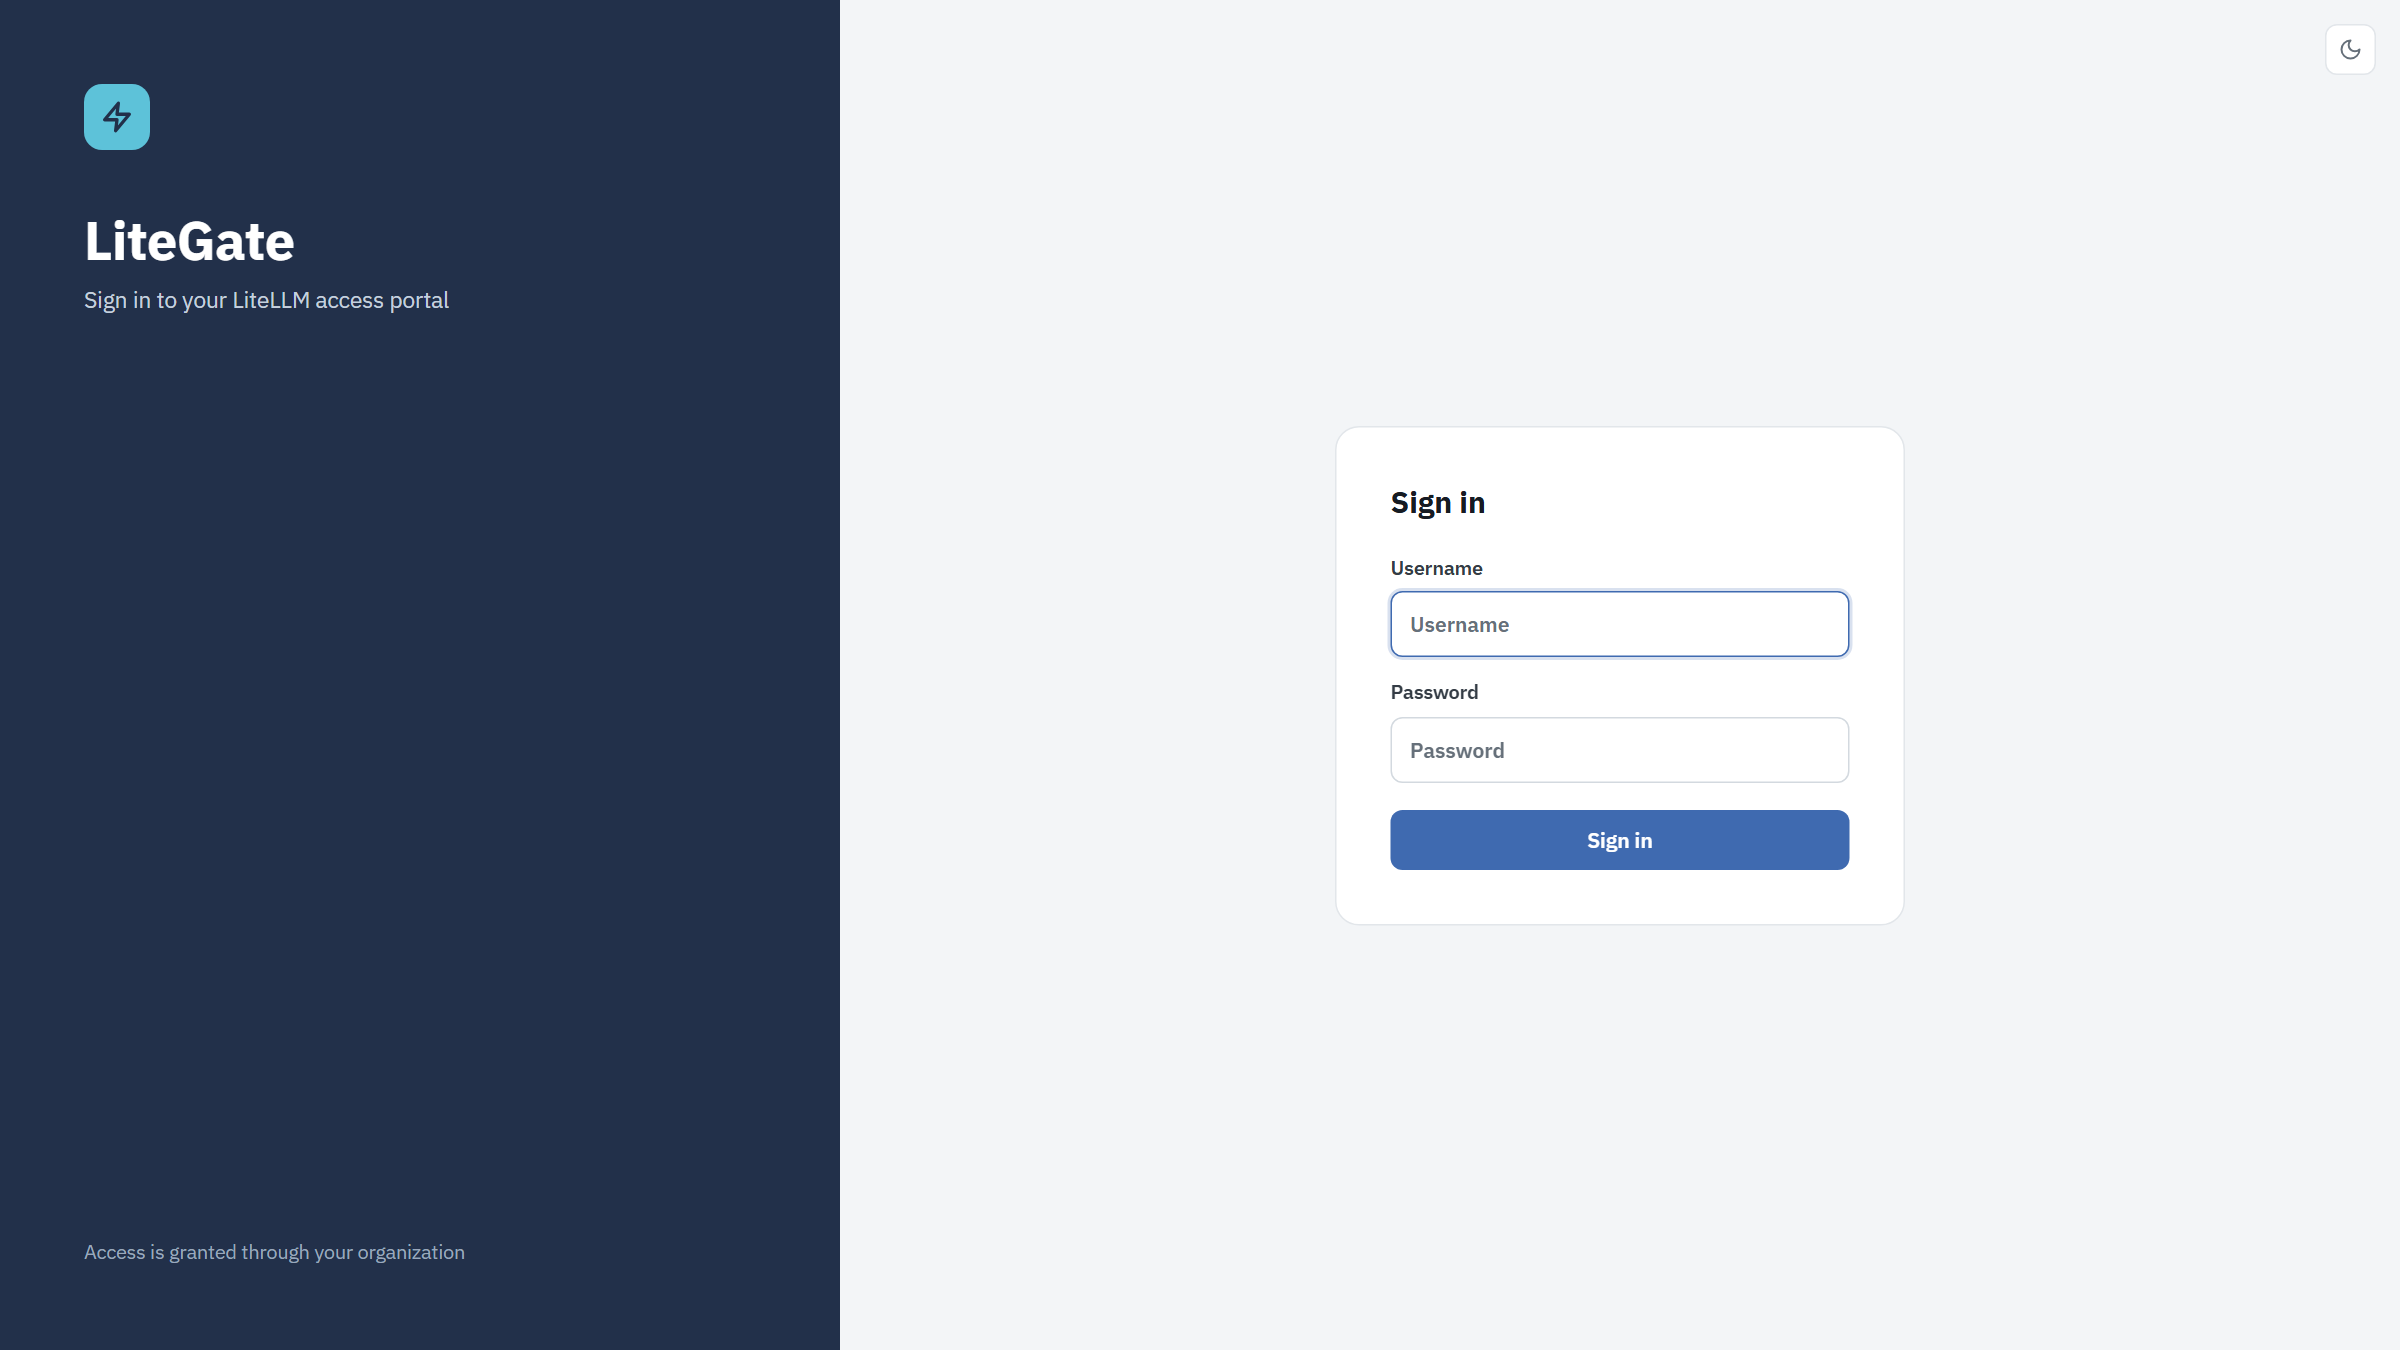 LiteGate
Sign in to your LiteLLM access portal
Access is granted through your organization
Sign in
Username
Username
Password
Password
Sign in